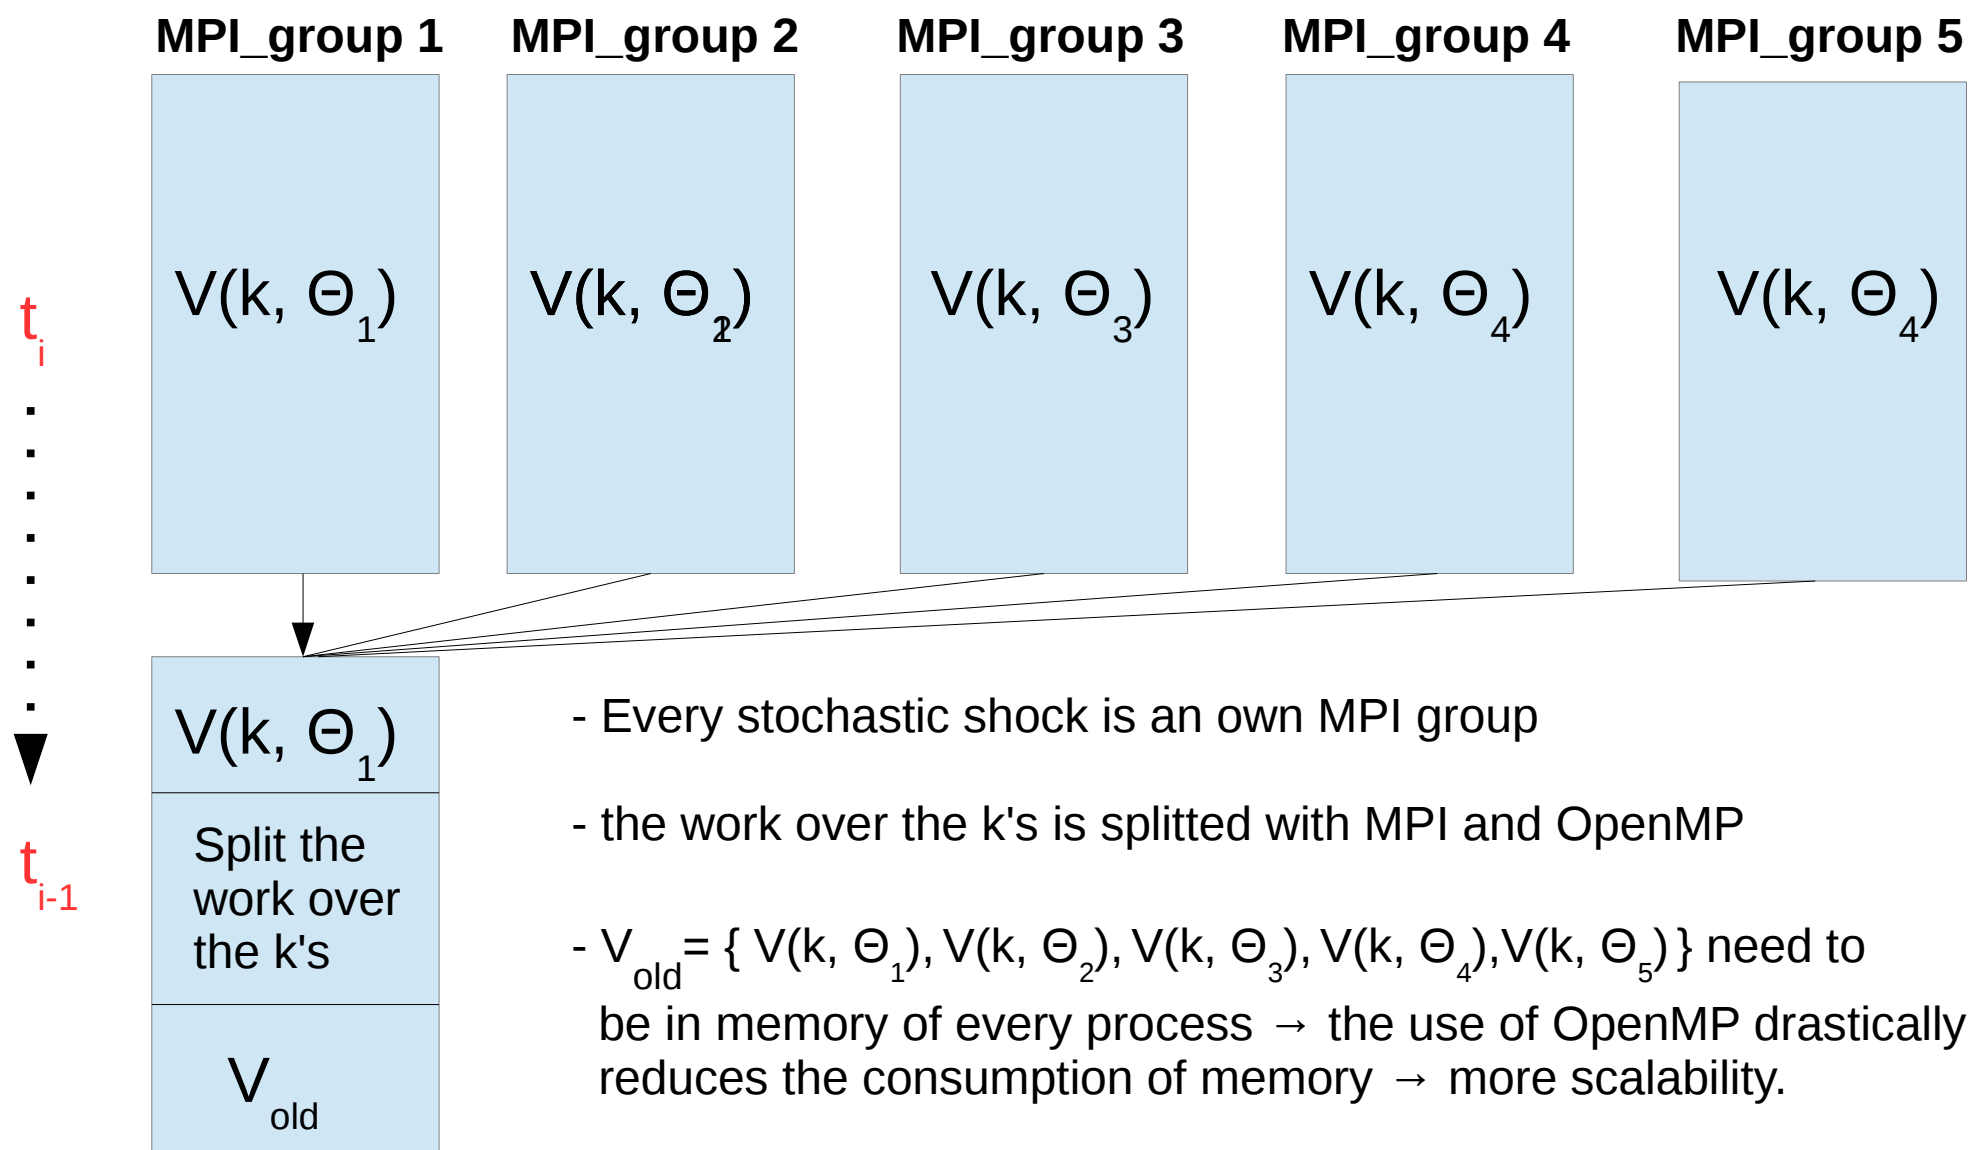 MPI_group 1 MPI_group 2 MPI_group 3 MPI_group 4 MPI_group 5
V(k, Θ₁) V(k, Θ₂) V(k, Θ₃) V(k, Θ₄) V(k, Θ₄)
tᵢ
V(k, Θ₁)
- Every stochastic shock is an own MPI group
Split the
work over
the k's
- the work over the k's is splitted with MPI and OpenMP
tᵢ₋₁
- V_old = { V(k, Θ₁), V(k, Θ₂), V(k, Θ₃), V(k, Θ₄),V(k, Θ₅) } need to
be in memory of every process → the use of OpenMP drastically
reduces the consumption of memory → more scalability.
V_old